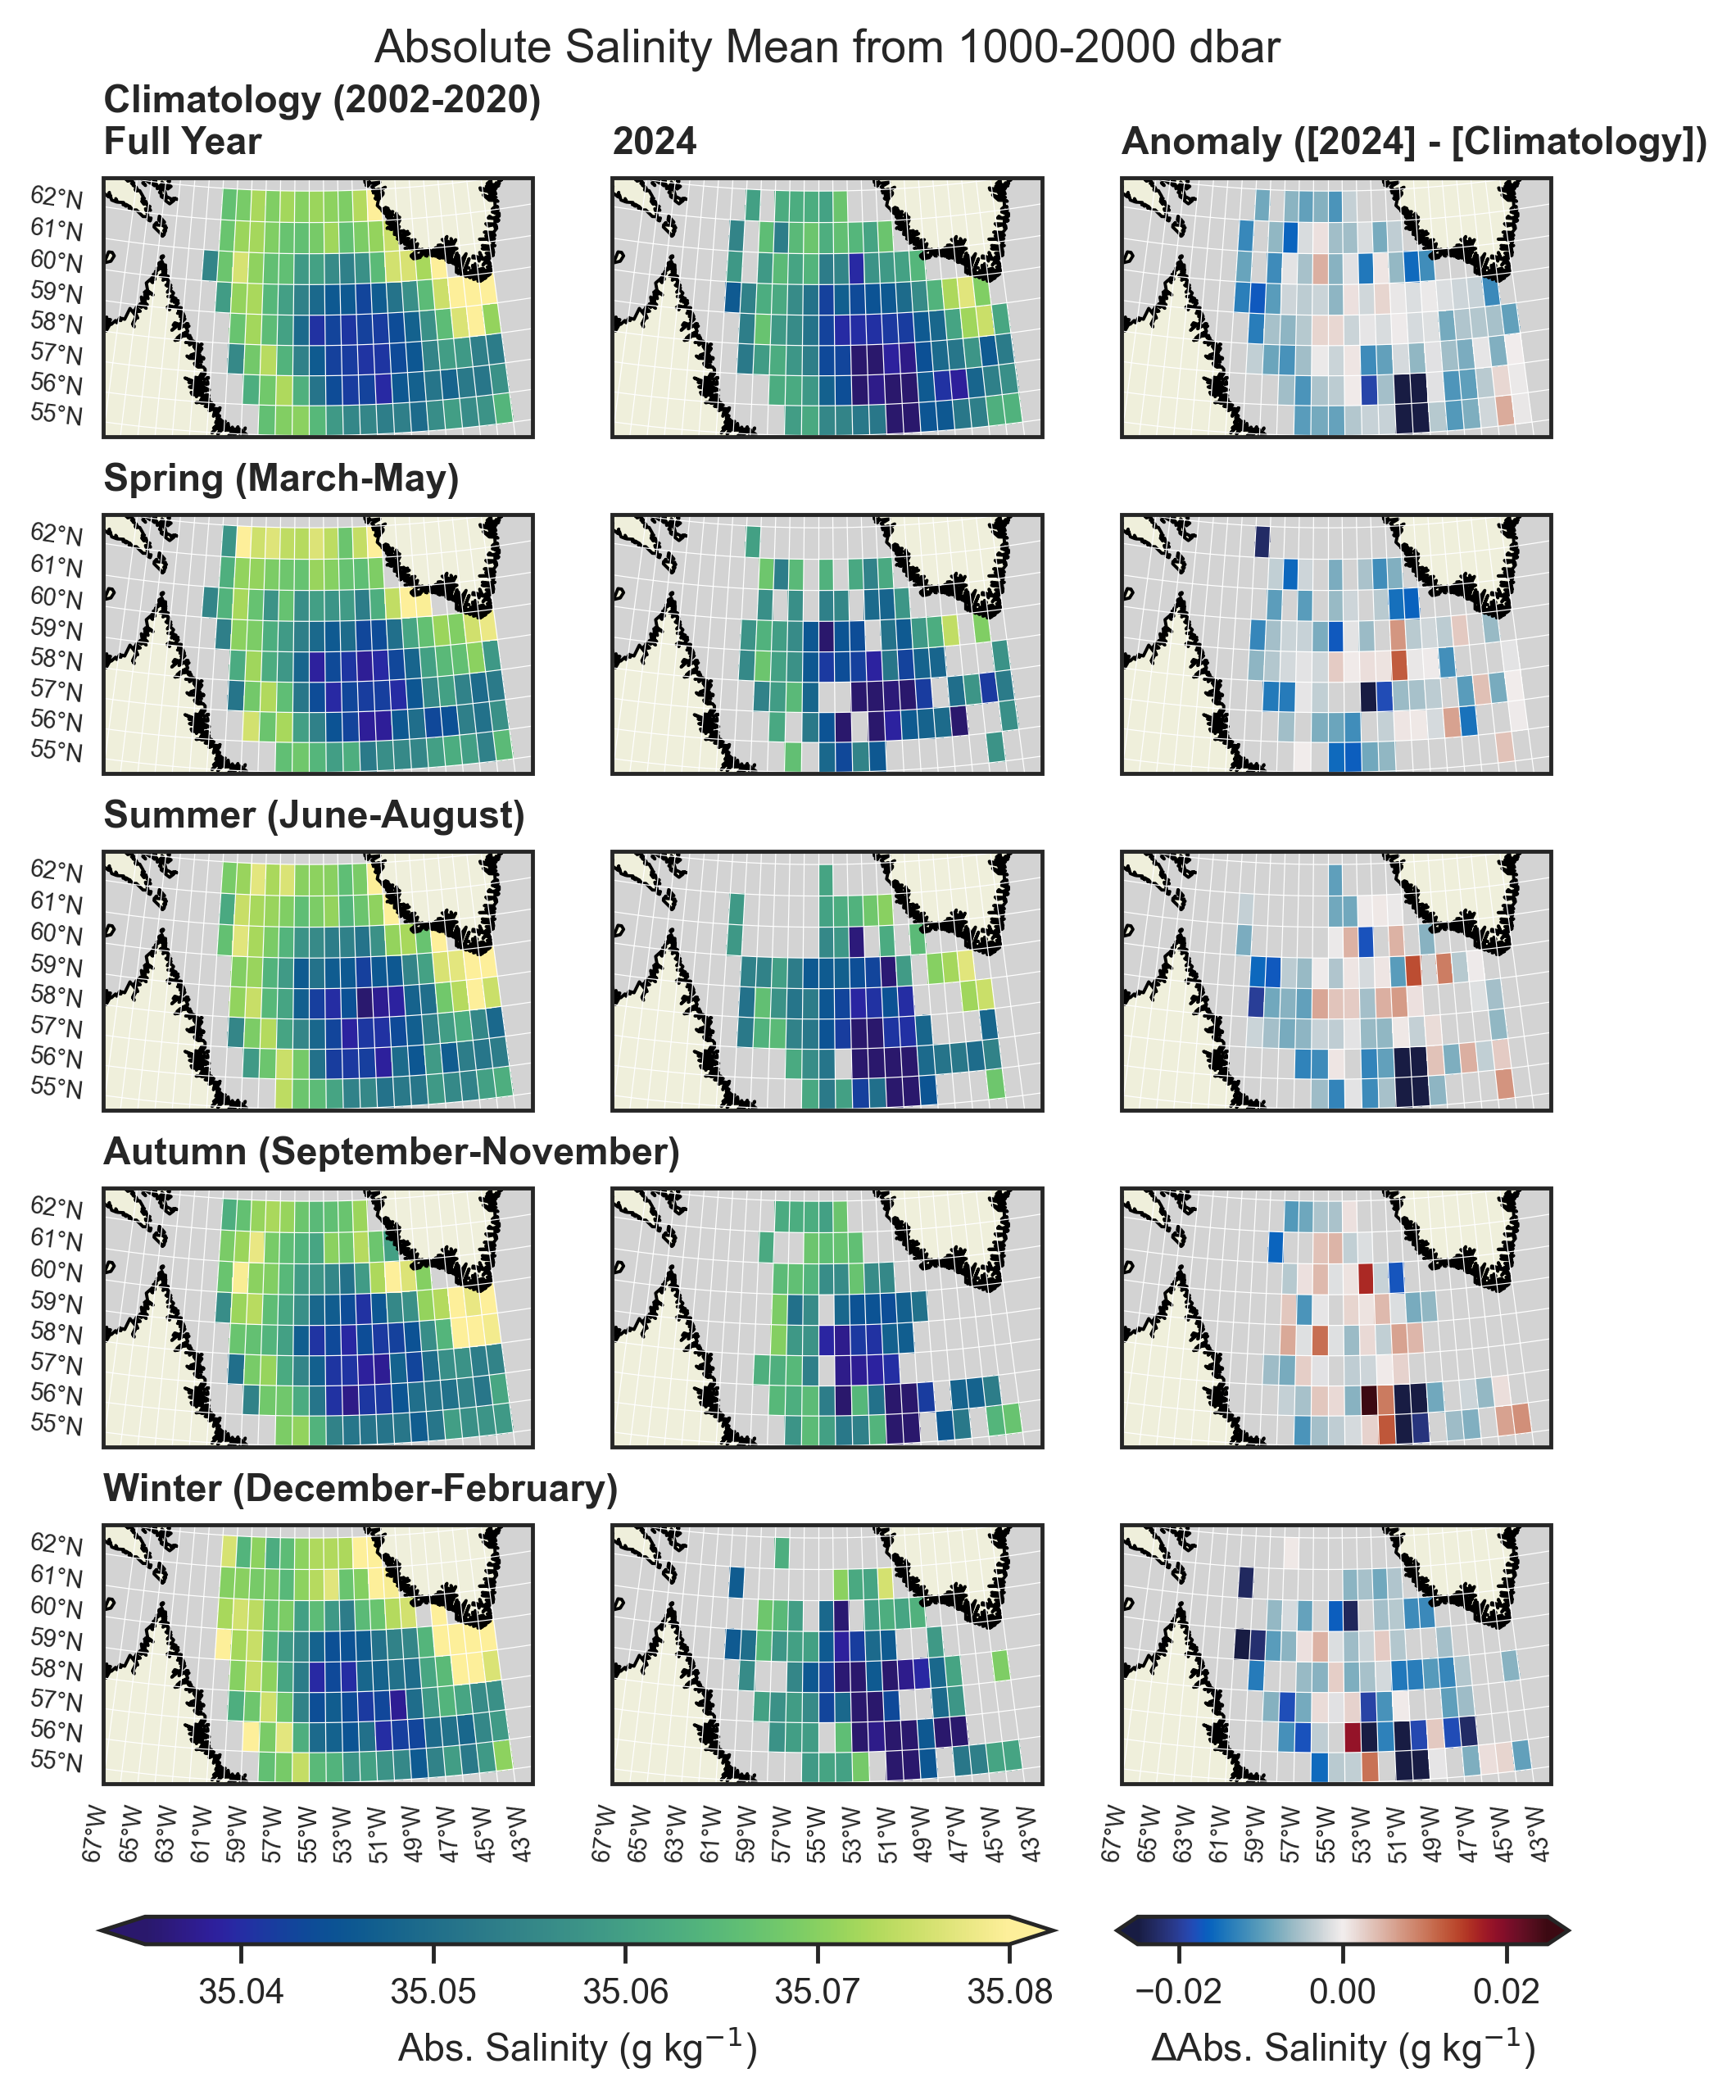 Absolute Salinity Mean from 1000-2000 dbar
Climatology (2002-2020)
Full Year
2024
Anomaly ([2024] - [Climatology])
62°N
61°N
60°N
59°N
58°N
57°N
56°N
55°N
Spring (March-May)
62°N
61°N
60°N
59°N
58°N
57°N
56°N
55°N
Summer (June-August)
62°N
61°N
60°N
59°N
58°N
57°N
56°N
55°N
Autumn (September-November)
62°N
61°N
60°N
59°N
58°N
57°N
56°N
55°N
Winter (December-February)
62°N
61°N
60°N
59°N
58°N
57°N
56°N
55°N
67°W 65°W 63°W 61°W 59°W 57°W 55°W 53°W 51°W 49°W 47°W 45°W 43°W
67°W 65°W 63°W 61°W 59°W 57°W 55°W 53°W 51°W 49°W 47°W 45°W 43°W
67°W 65°W 63°W 61°W 59°W 57°W 55°W 53°W 51°W 49°W 47°W 45°W 43°W
35.04 35.05 35.06 35.07 35.08
Abs. Salinity (g kg⁻¹)
−0.02 0.00 0.02
ΔAbs. Salinity (g kg⁻¹)